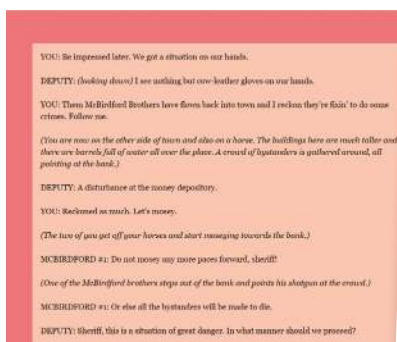 YOU: Be impressed later. We got a situation on our hands.
DEPUTY: (looking down) I see nothing but cow-leather gloves on our hands.
YOU: Them McBirdford Brothers have flown back into town and I reckon they're fixin' to do some
crimes. Follow me.
(You are now on the other side of town and also on a horse. The buildings here are much taller and
there are barrels full of water all over the place. A crowd of bystanders is gathered around, all
pointing at the bank.)
DEPUTY: A disturbance at the money depository.
YOU: Reckoned as much. Let's mosey.
(The two of you get off your horses and start moseying towards the bank.)
MCBIRDFORD #1: Do not mosey any more paces forward, sheriff!
(One of the McBirdford brothers steps out of the bank and points his shotgun at the crowd.)
MCBIRDFORD #1: Or else all the bystanders will be made to die.
DEPUTY: Sheriff, this is a situation of great danger. In what manner should we proceed?